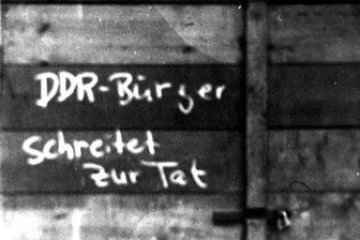 DDR-Bürger
schreitet
zur Tat